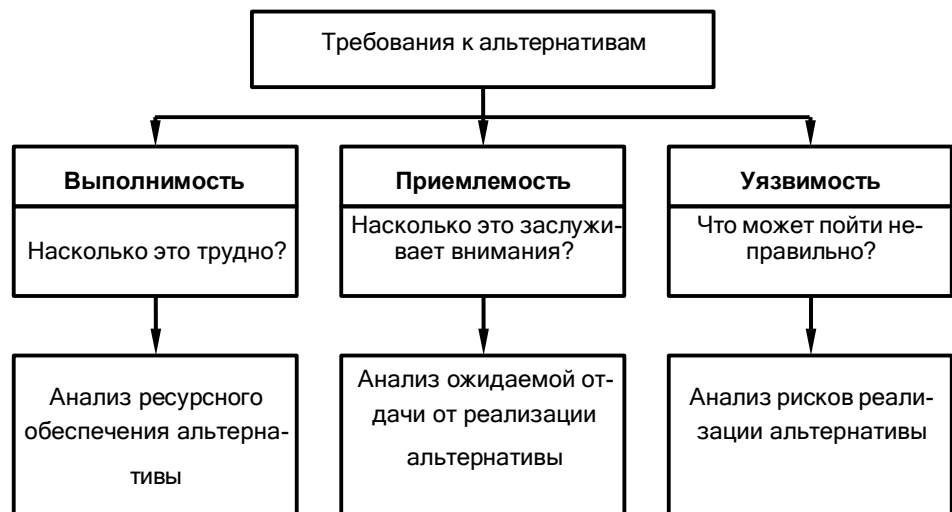 Требования к альтернативам
Выполнимость
Насколько это трудно?
Приемлемость
Насколько это заслужи-
вает внимания?
Уязвимость
Что может пойти не-
правильно?
Анализ ресурсного
обеспечения альтерна-
тивы
Анализ ожидаемой от-
дачи от реализации
альтернативы
Анализ рисков реали-
зации альтернативы